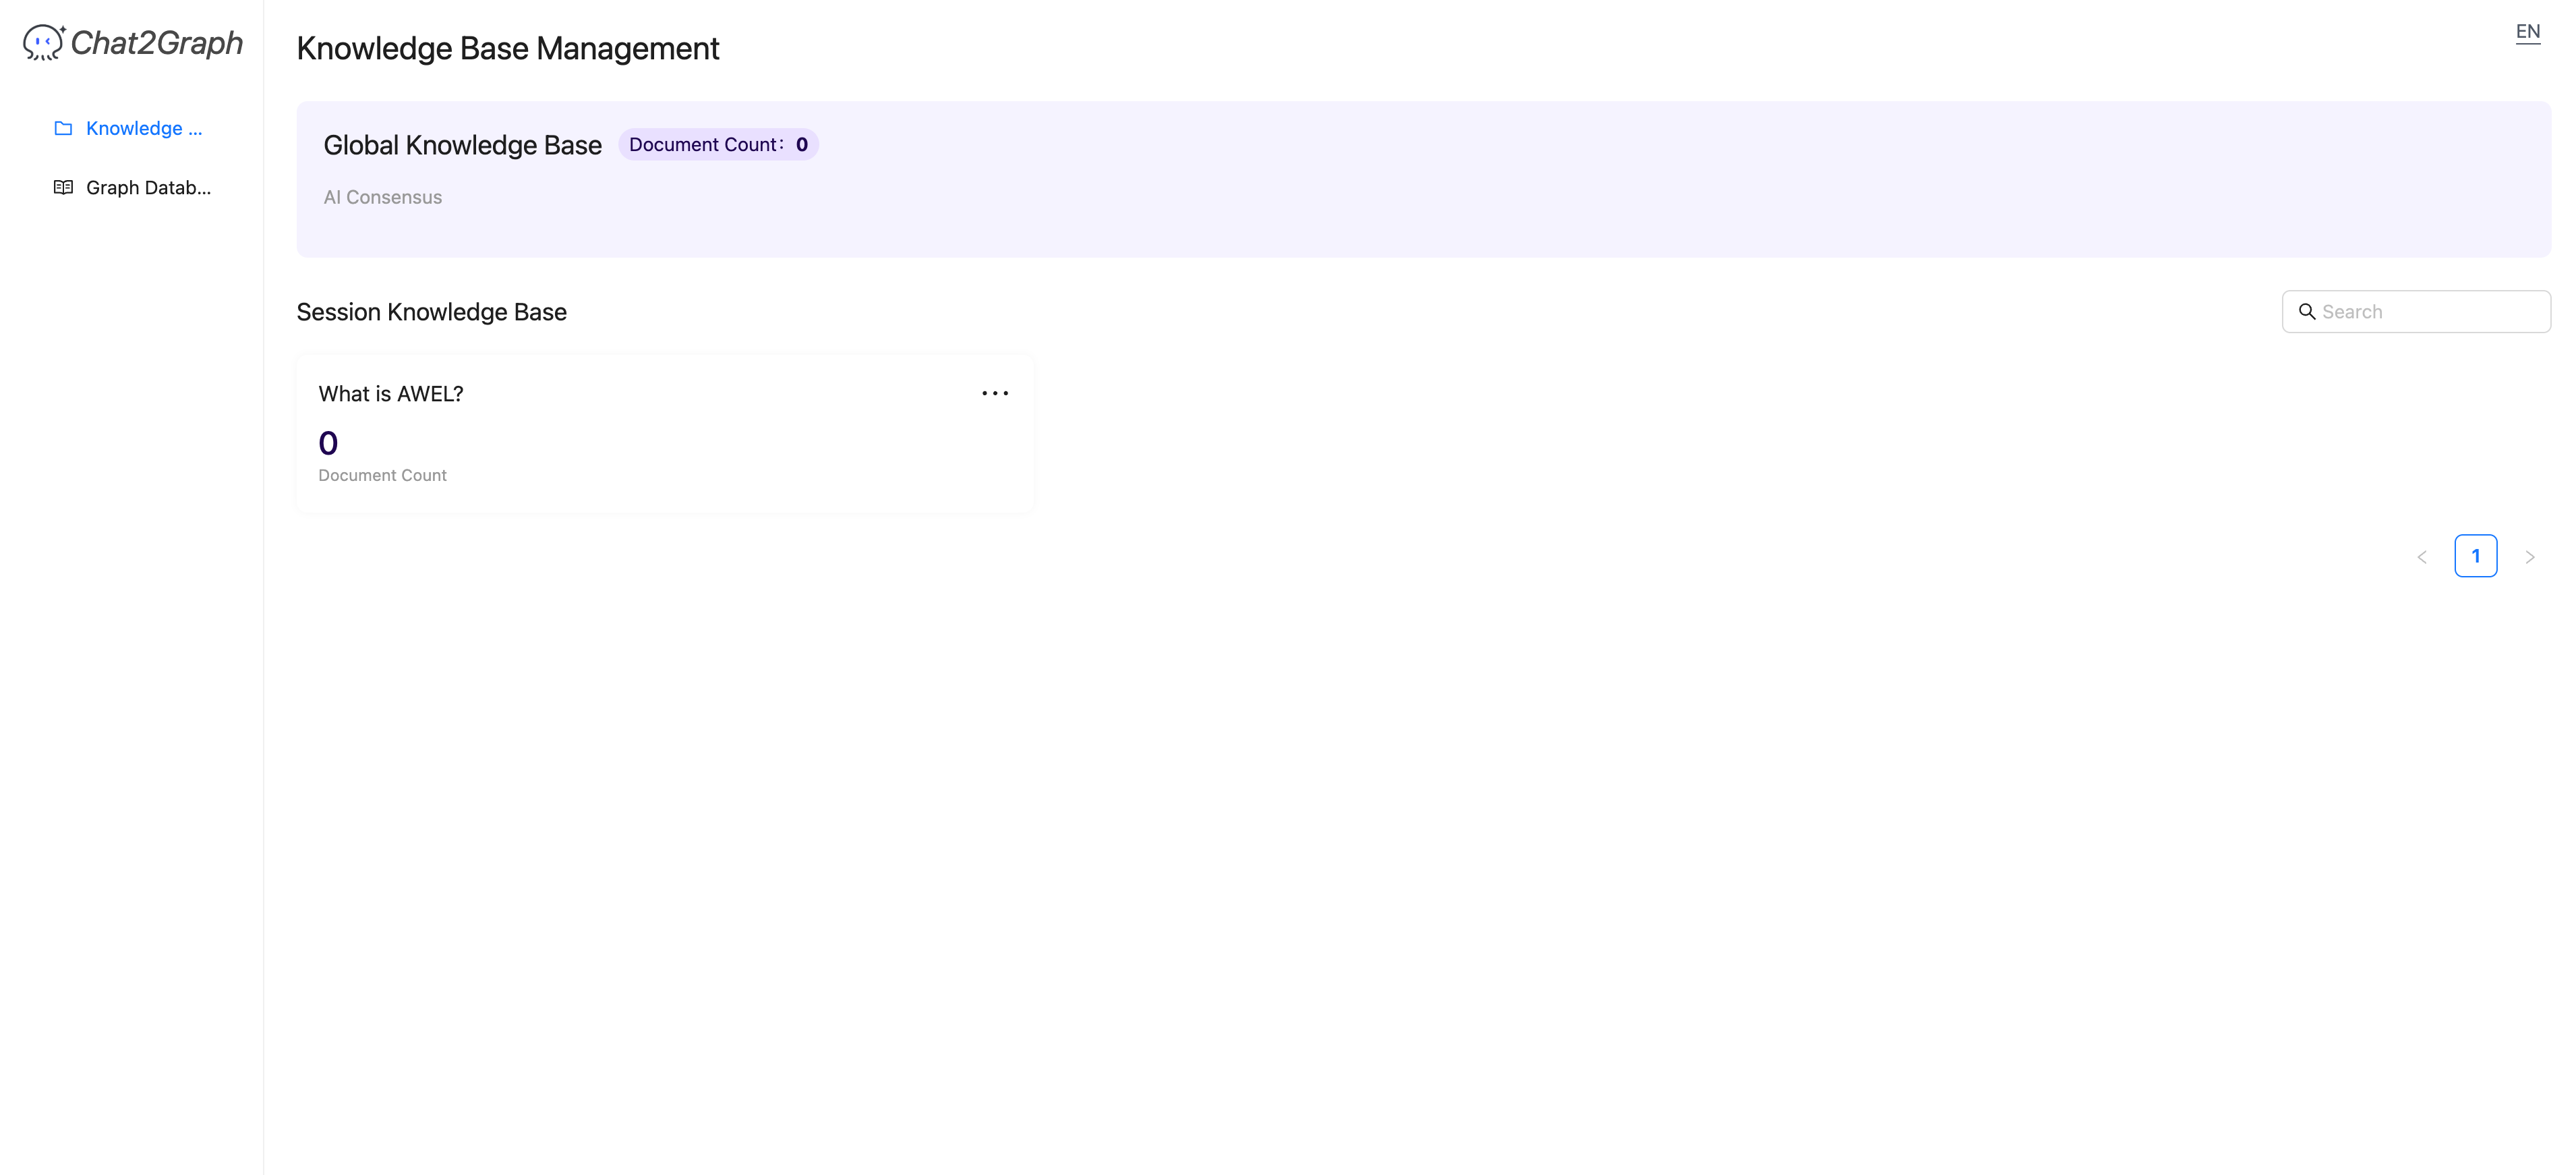 Chat2Graph
Knowledge ...
Graph Datab...
EN
Knowledge Base Management
Global Knowledge Base Document Count: 0
AI Consensus
Session Knowledge Base
Search
What is AWEL?
0
Document Count
1